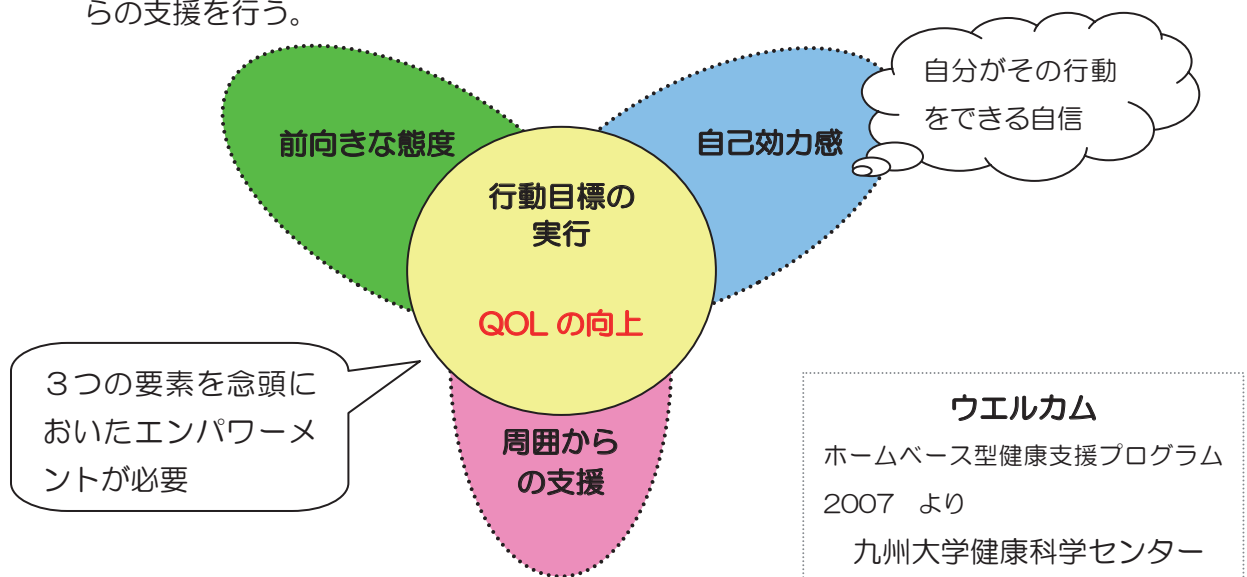 らの支援を行う。
自分がその行動
をできる自信
前向きな態度
自己効力感
行動目標の
実行
QOL の向上
３つの要素を念頭に
おいたエンパワーメ
ントが必要
周囲から
の支援
ウエルカム
ホームベース型健康支援プログラム
2007　より
九州大学健康科学センター